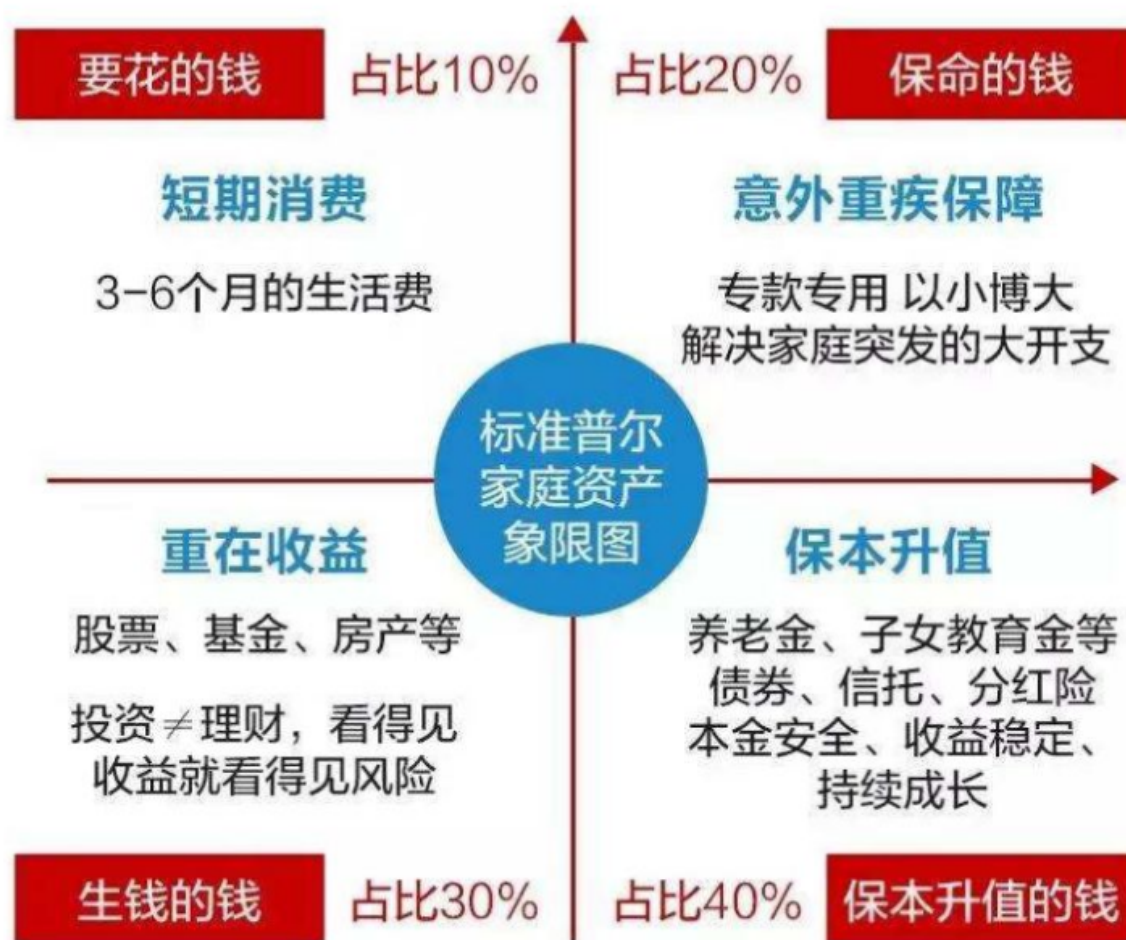 要花的钱 占比10%
占比20% 保命的钱
短期消费
3-6个月的生活费
意外重疾保障
专款专用 以小博大
解决家庭突发的大开支
标准普尔
家庭资产
象限图
重在收益
股票、基金、房产等
投资≠理财，看得见
收益就看得见风险
保本升值
养老金、子女教育金等
债券、信托、分红险
本金安全、收益稳定、
持续成长
生钱的钱 占比30%
占比40% 保本升值的钱